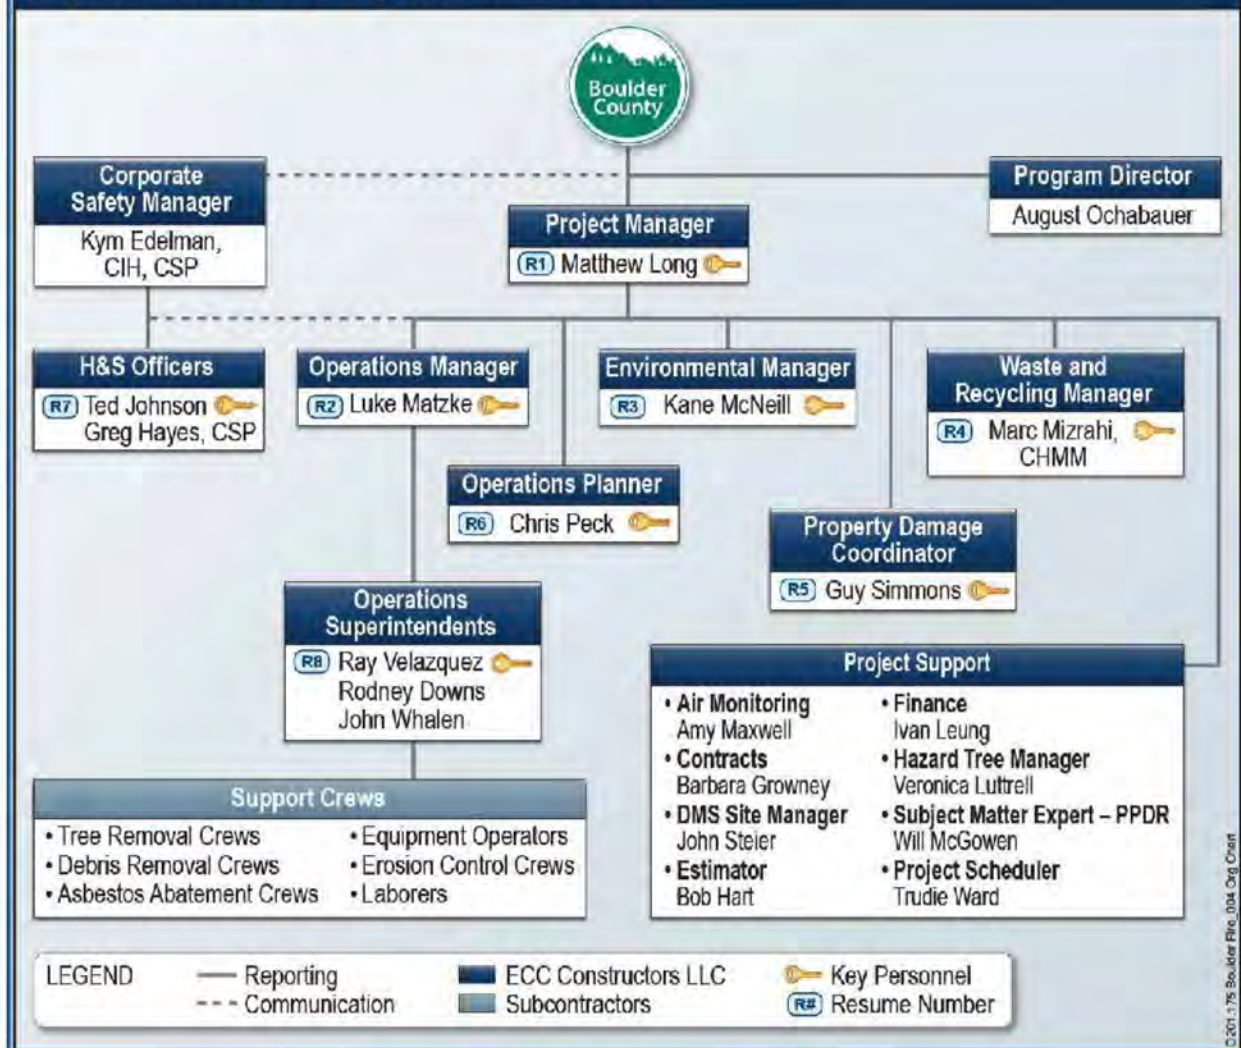 Boulder
County
Corporate
Safety Manager
Kym Edelman,
CIH, CSP
Program Director
August Ochabauer
Project Manager
R1 Matthew Long
H&S Officers
R7 Ted Johnson
Greg Hayes, CSP
Operations Manager
R2 Luke Matzke
Environmental Manager
R3 Kane McNeill
Waste and
Recycling Manager
R4 Marc Mizrahi,
CHMM
Operations Planner
R6 Chris Peck
Property Damage
Coordinator
R5 Guy Simmons
Operations
Superintendents
R8 Ray Velazquez
Rodney Downs
John Whalen
Project Support
• Air Monitoring
Amy Maxwell
• Contracts
Barbara Growney
• DMS Site Manager
John Steier
• Estimator
Bob Hart
• Finance
Ivan Leung
• Hazard Tree Manager
Veronica Luttrell
• Subject Matter Expert – PPDR
Will McGowen
• Project Scheduler
Trudie Ward
Support Crews
• Tree Removal Crews
• Debris Removal Crews
• Asbestos Abatement Crews
• Equipment Operators
• Erosion Control Crews
• Laborers
LEGEND
Reporting
Communication
ECC Constructors LLC
Subcontractors
Key Personnel
R# Resume Number
0201.175 Boulder Fire_004 Org Chart